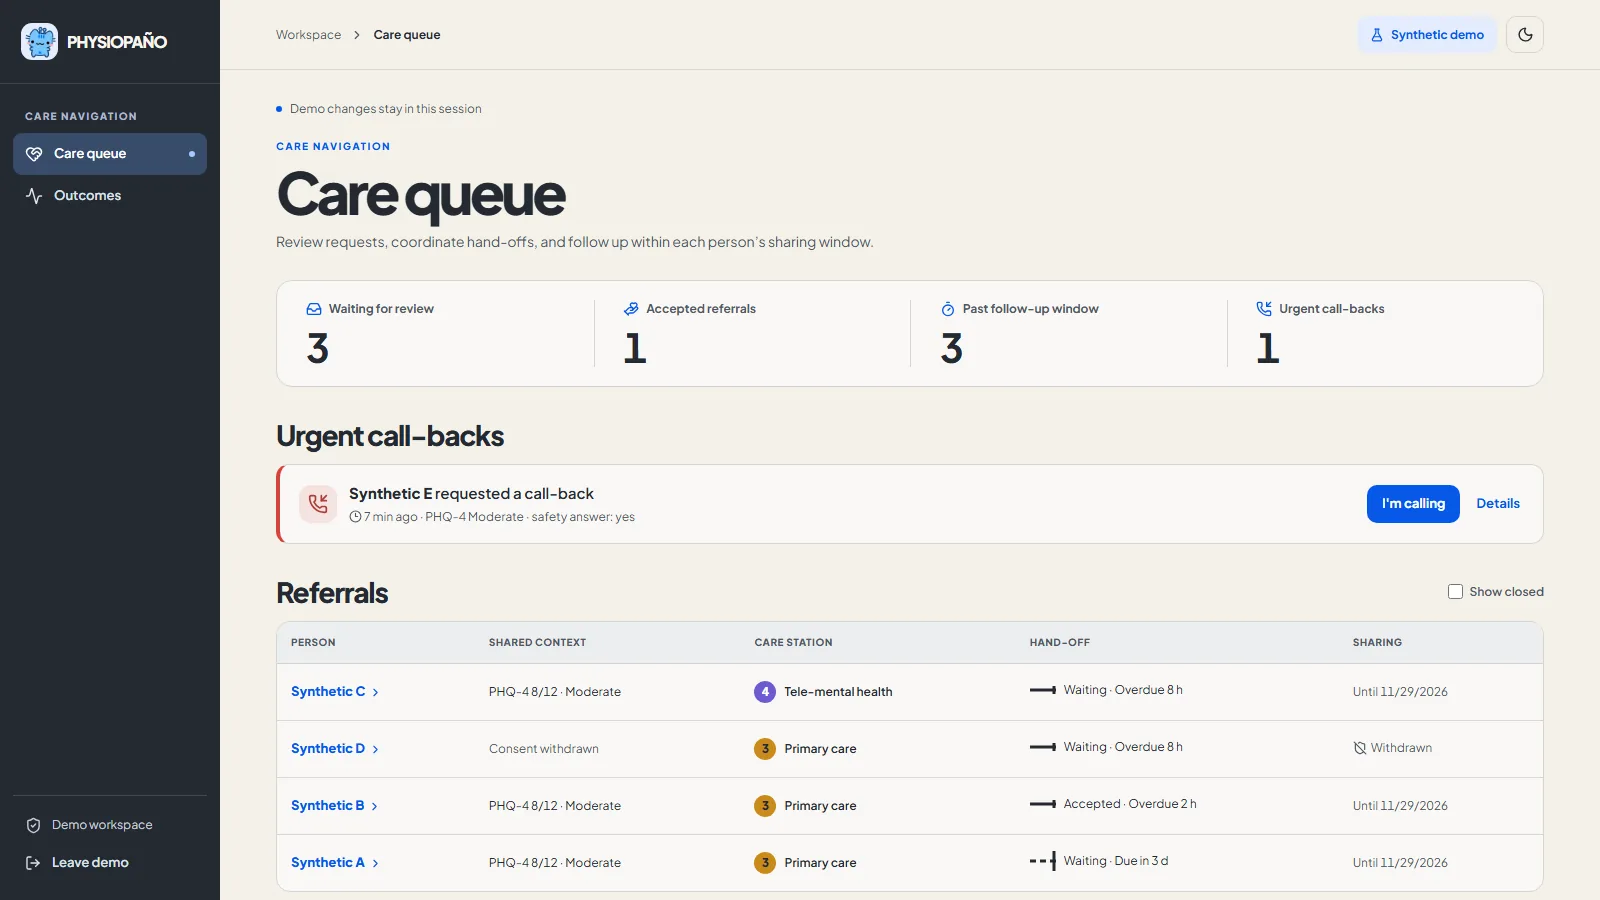 PHYSIOPAÑO
CARE NAVIGATION
Care queue
Outcomes
Demo workspace
Leave demo
Workspace > Care queue
Synthetic demo
Demo changes stay in this session
CARE NAVIGATION
Care queue
Review requests, coordinate hand-offs, and follow up within each person's sharing window.
Waiting for review
3
Accepted referrals
1
Past follow-up window
3
Urgent call-backs
1
Urgent call-backs
Synthetic E requested a call-back
7 min ago · PHQ-4 Moderate · safety answer: yes
I'm calling
Details
Referrals
Show closed
PERSON SHARED CONTEXT CARE STATION HAND-OFF SHARING
Synthetic C > PHQ-4 8/12 · Moderate 4 Tele-mental health Waiting · Overdue 8 h Until 11/29/2026
Synthetic D > Consent withdrawn 3 Primary care Waiting · Overdue 8 h Withdrawn
Synthetic B > PHQ-4 8/12 · Moderate 3 Primary care Accepted · Overdue 2 h Until 11/29/2026
Synthetic A > PHQ-4 8/12 · Moderate 3 Primary care Waiting · Due in 3 d Until 11/29/2026